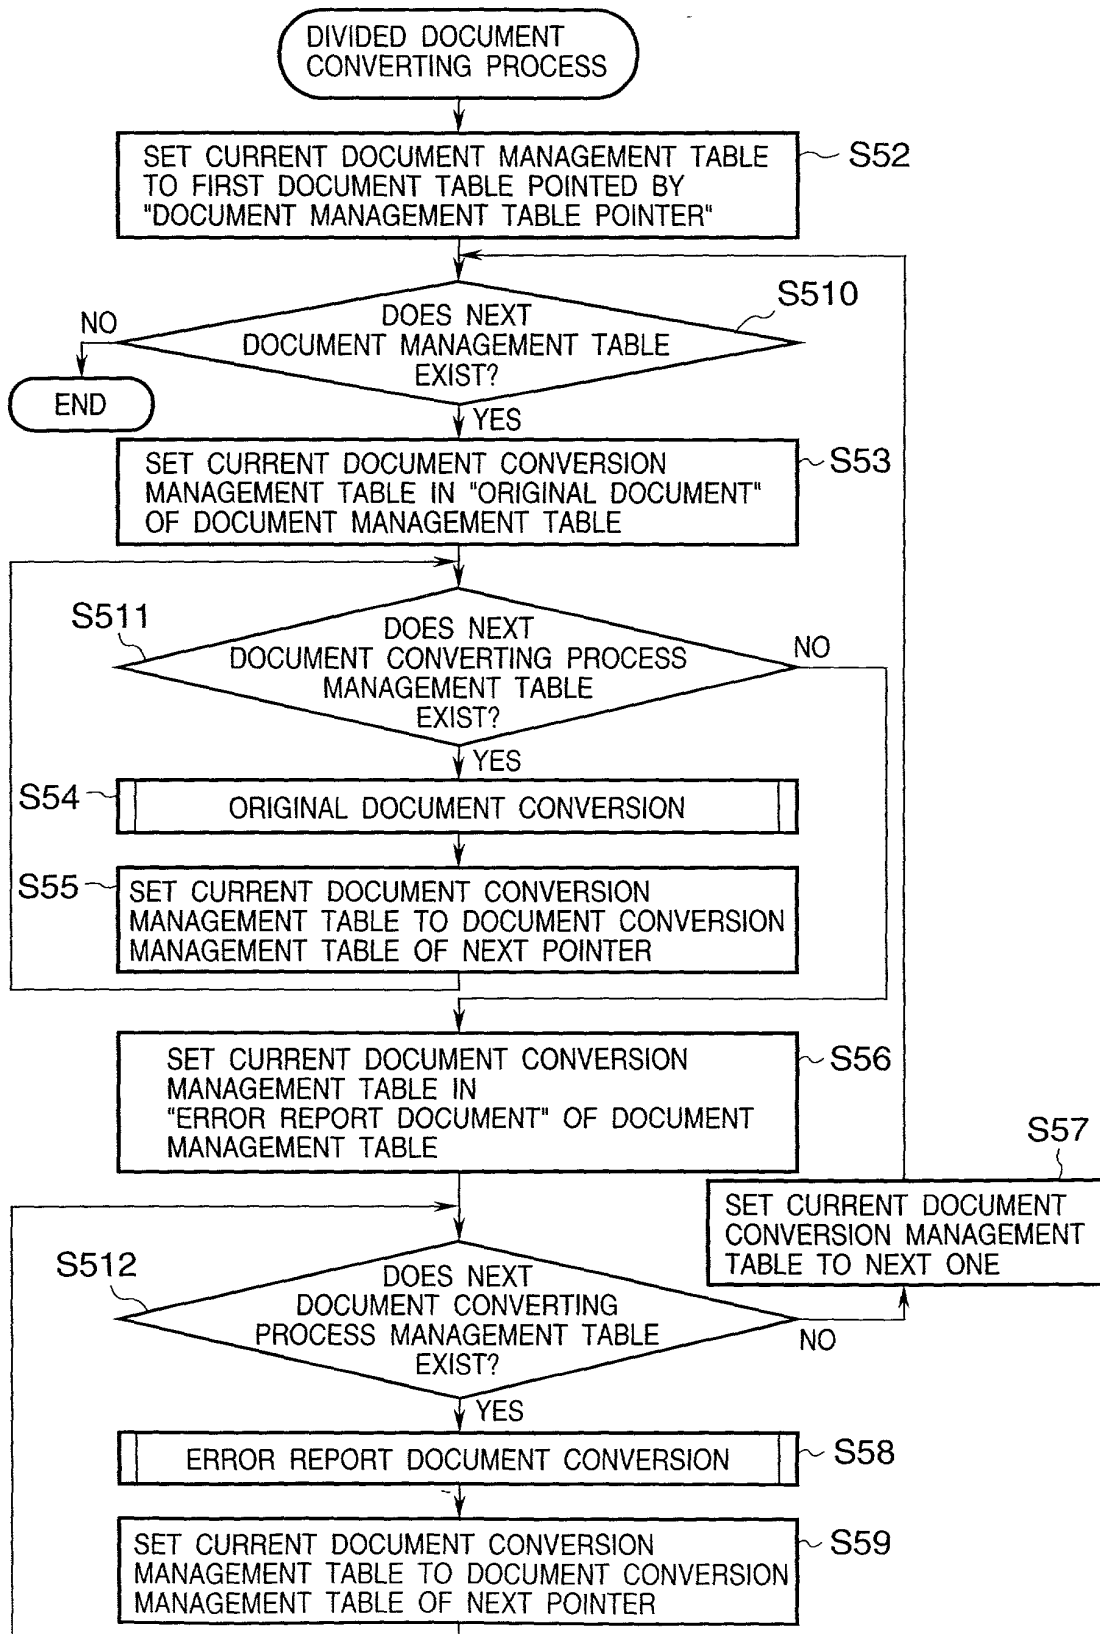 DIVIDED DOCUMENT
CONVERTING PROCESS
SET CURRENT DOCUMENT MANAGEMENT TABLE
TO FIRST DOCUMENT TABLE POINTED BY
"DOCUMENT MANAGEMENT TABLE POINTER"
S52
DOES NEXT
DOCUMENT MANAGEMENT TABLE
EXIST?
S510
NO
END
YES
SET CURRENT DOCUMENT CONVERSION
MANAGEMENT TABLE IN "ORIGINAL DOCUMENT"
OF DOCUMENT MANAGEMENT TABLE
S53
S511
DOES NEXT
DOCUMENT CONVERTING PROCESS
MANAGEMENT TABLE
EXIST?
NO
YES
S54
ORIGINAL DOCUMENT CONVERSION
S55
SET CURRENT DOCUMENT CONVERSION
MANAGEMENT TABLE TO DOCUMENT CONVERSION
MANAGEMENT TABLE OF NEXT POINTER
SET CURRENT DOCUMENT CONVERSION
MANAGEMENT TABLE IN
"ERROR REPORT DOCUMENT" OF DOCUMENT
MANAGEMENT TABLE
S56
S57
SET CURRENT DOCUMENT
CONVERSION MANAGEMENT
TABLE TO NEXT ONE
S512
DOES NEXT
DOCUMENT CONVERTING
PROCESS MANAGEMENT TABLE
EXIST?
NO
YES
ERROR REPORT DOCUMENT CONVERSION
S58
SET CURRENT DOCUMENT CONVERSION
MANAGEMENT TABLE TO DOCUMENT CONVERSION
MANAGEMENT TABLE OF NEXT POINTER
S59